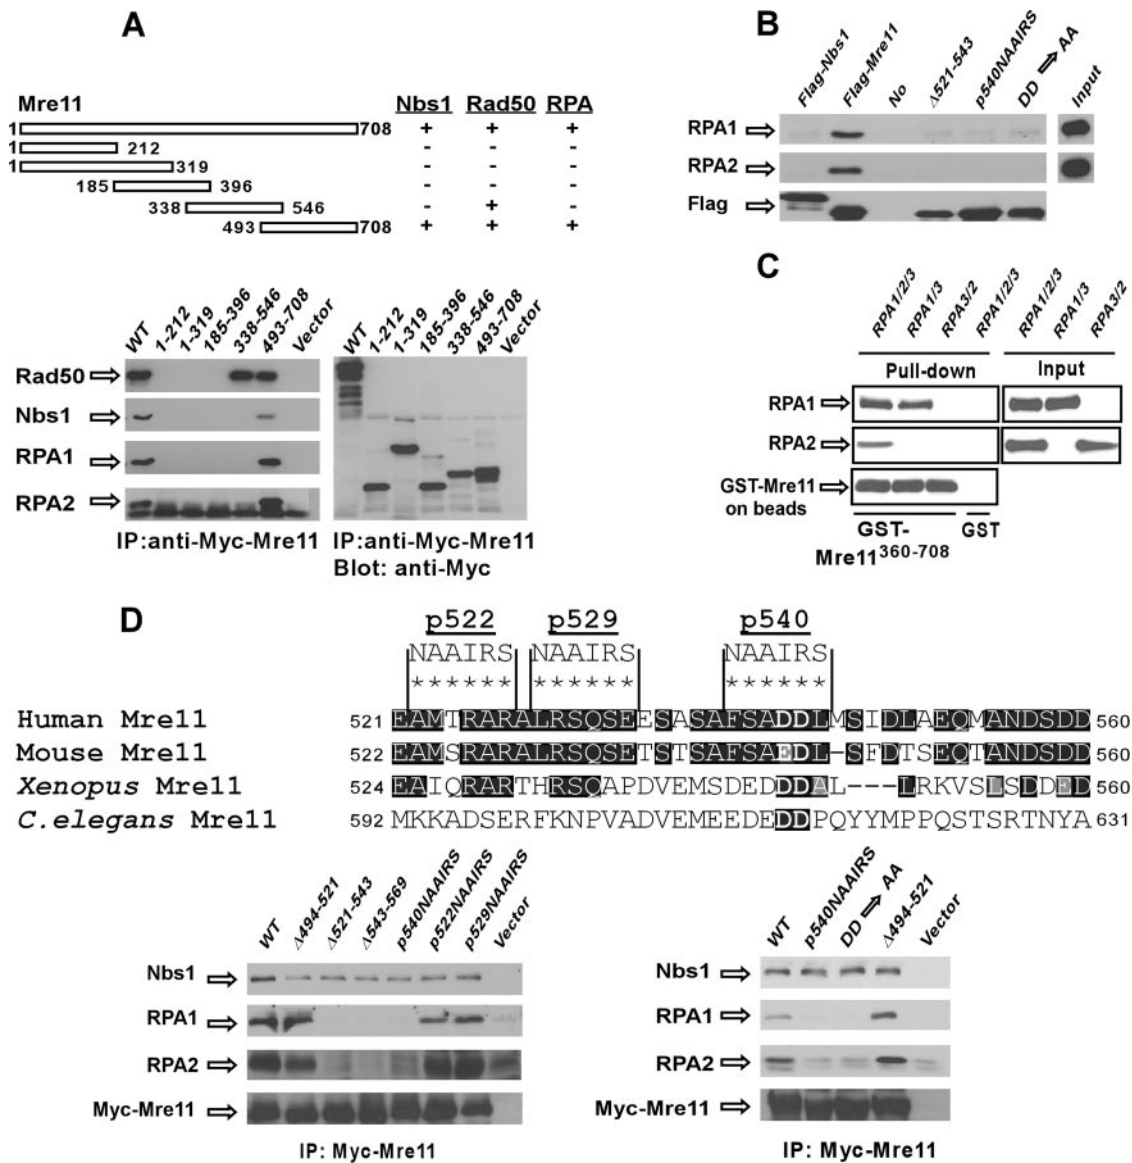 A
Mre11
Nbs1 Rad50 RPA
1 708 + + +
1 212 - - -
1 319 - - -
185 396 - - -
338 546 - + -
493 708 + + +
WT 1-212 1-319 185-396 338-546 493-708 Vector
Rad50
Nbs1
RPA1
RPA2
IP:anti-Myc-Mre11
WT 1-212 1-319 185-396 338-546 493-708 Vector
IP:anti-Myc-Mre11
Blot: anti-Myc
B
Flag-Nbs1 Flag-Mre11 No Δ521-543 p540NAAIRS DD AA Input
RPA1
RPA2
Flag
C
RPA1/2/3 RPA1/3 RPA3/2 RPA1/2/3 RPA1/2/3 RPA1/3 RPA3/2
Pull-down Input
RPA1
RPA2
GST-Mre11
on beads
GST-
Mre11360-708
GST
D
p522 p529 p540
NAAIRS NAAIRS NAAIRS
****** ****** ******
Human Mre11 521 EAMTRARALRSQSEESASAFSADDLMSIDLAEQMANDSDD 560
Mouse Mre11 522 EAMSRARALRSQSETSTSAFSAEDL-SFDTSEQTANDSDD 560
Xenopus Mre11 524 EAIQRARTHRSQAPDVEMSDEDDDDAL---LRKVSLSDDED 560
C.elegans Mre11 592 MKKADSERFKNPVADVEMEEDEDDPQYYMPPQSTSRTNYA 631
WT Δ494-521 Δ521-543 Δ543-569 p540NAAIRS p522NAAIRS p529NAAIRS Vector
Nbs1
RPA1
RPA2
Myc-Mre11
IP: Myc-Mre11
WT p540NAAIRS DD AA Δ494-521 Vector
Nbs1
RPA1
RPA2
Myc-Mre11
IP: Myc-Mre11